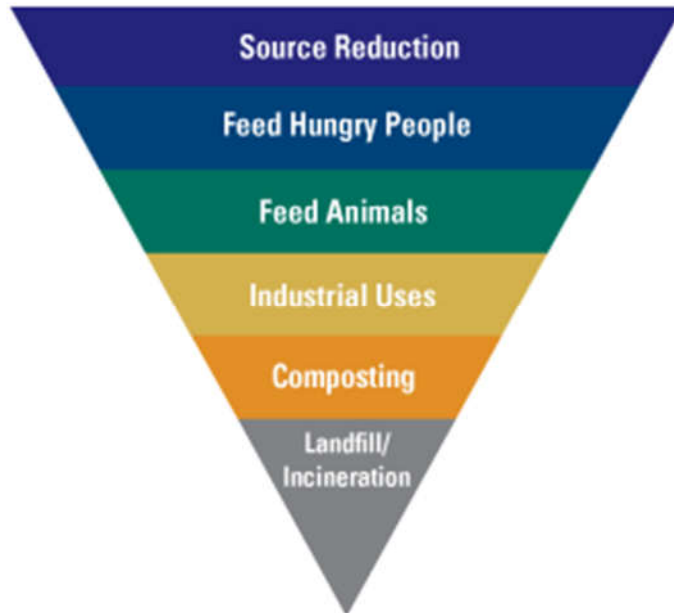 Source Reduction
Feed Hungry People
Feed Animals
Industrial Uses
Composting
Landfill/
Incineration